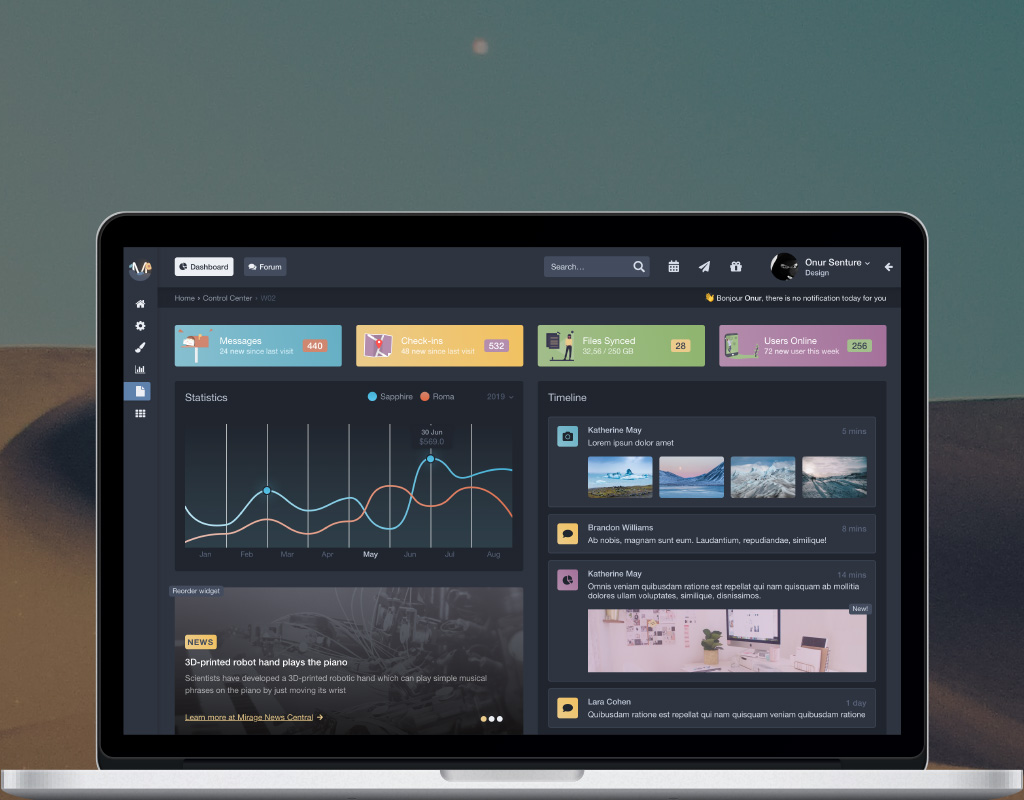 Dashboard
Forum
Search...
Onur Senture
Design
Home › Control Center › W02
👋 Bonjour Onur, there is no notification today for you
Messages
24 new since last visit
440
Check-ins
48 new since last visit
532
Files Synced
32,56 / 250 GB
28
Users Online
72 new user this week
256
Statistics
Sapphire
Roma
2019
30 Jun
$569.0
Jan Feb Mar Apr May Jun Jul Aug
Reorder widget
NEWS
3D-printed robot hand plays the piano
Scientists have developed a 3D-printed robotic hand which can play simple musical
phrases on the piano by just moving its wrist
Learn more at Mirage News Central →
Timeline
Katherine May
5 mins
Lorem ipsun dolor amet
Brandon Williams
8 mins
Ab nobis, magnam sunt eum. Laudantium, repudiandae, similique!
Katherine May
14 mins
Omnis veniam quibusdam ratione est repellat qui nam quisquam ab mollitia
dolores ullam voluptates, similique, dignissimos.
New!
Lara Cohen
1 day
Quibusdam ratione est repellat qui nam quisquam veniam quibusdam ratione